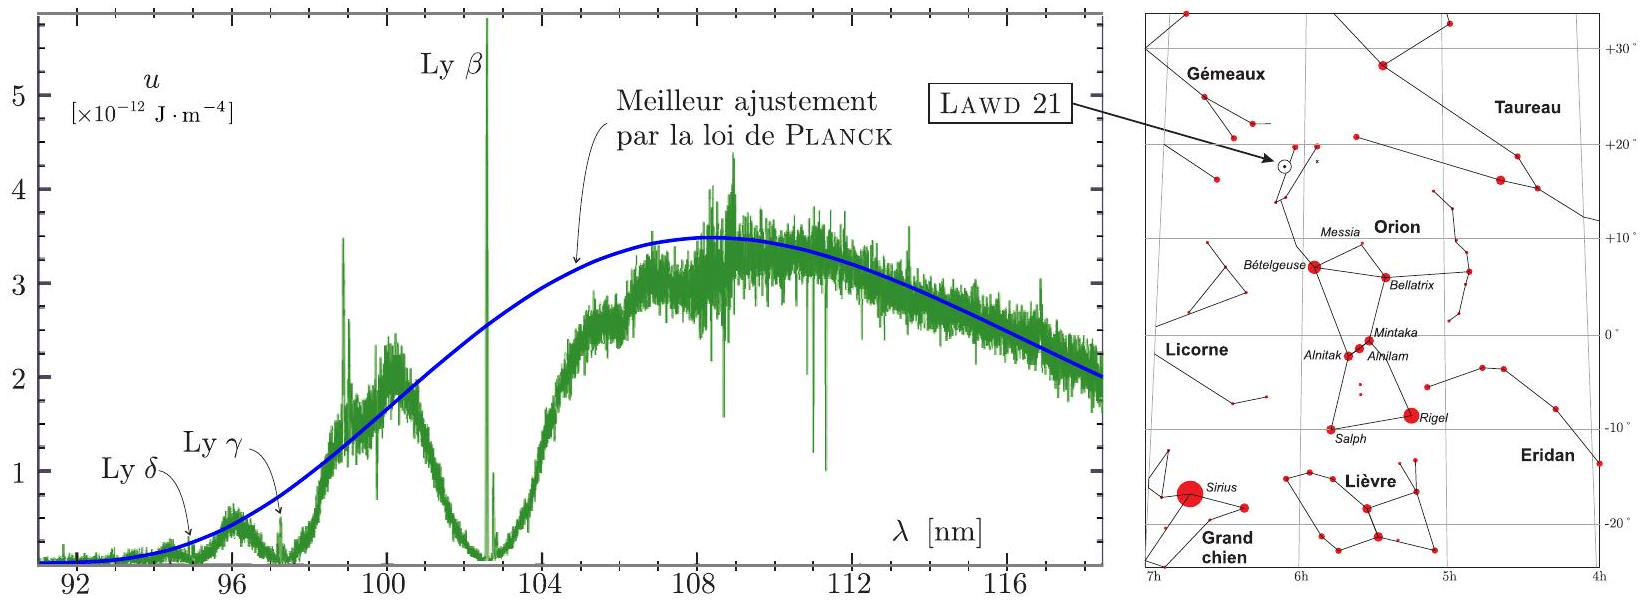 u
[×10⁻¹² J · m⁻⁴]
5
4
3
2
1
Ly β
Ly γ
Ly δ
Meilleur ajustement
par la loi de PLANCK
λ [nm]
92 96 100 104 108 112 116
LAWD 21
Gémeaux
Taureau
Orion
Messia
Bételgeuse
Bellatrix
Mintaka
Alnitak
Alnilam
Licorne
Rigel
Salph
Eridan
Lièvre
Sirius
Grand
chien
+30°
+20°
+10°
0°
-10°
-20°
7h 6h 5h 4h